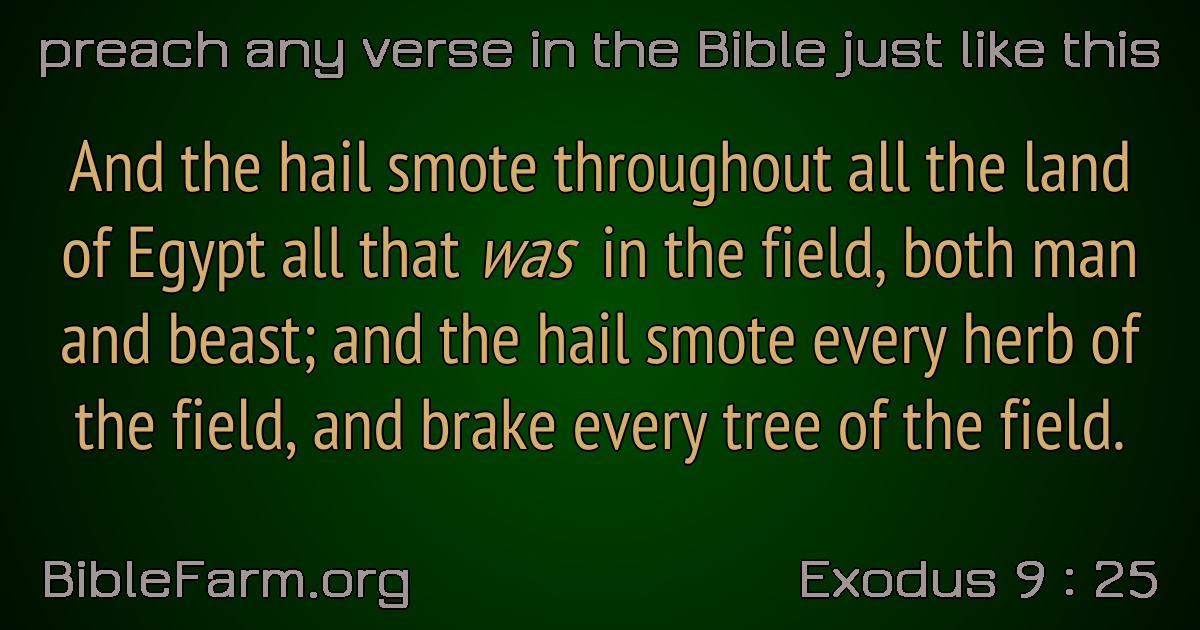 preach any verse in the Bible just like this
And the hail smote throughout all the land
of Egypt all that was in the field, both man
and beast; and the hail smote every herb of
the field, and brake every tree of the field.
BibleFarm.org
Exodus 9 : 25